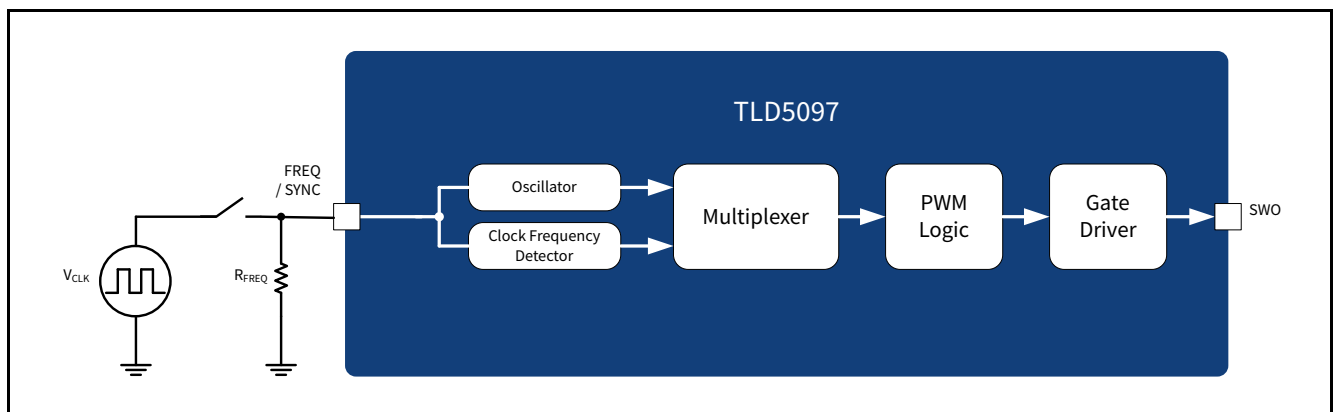 TLD5097
FREQ
/ SYNC
Oscillator
Clock Frequency
Detector
Multiplexer
PWM
Logic
Gate
Driver
SWO
VCLK
RFREQ